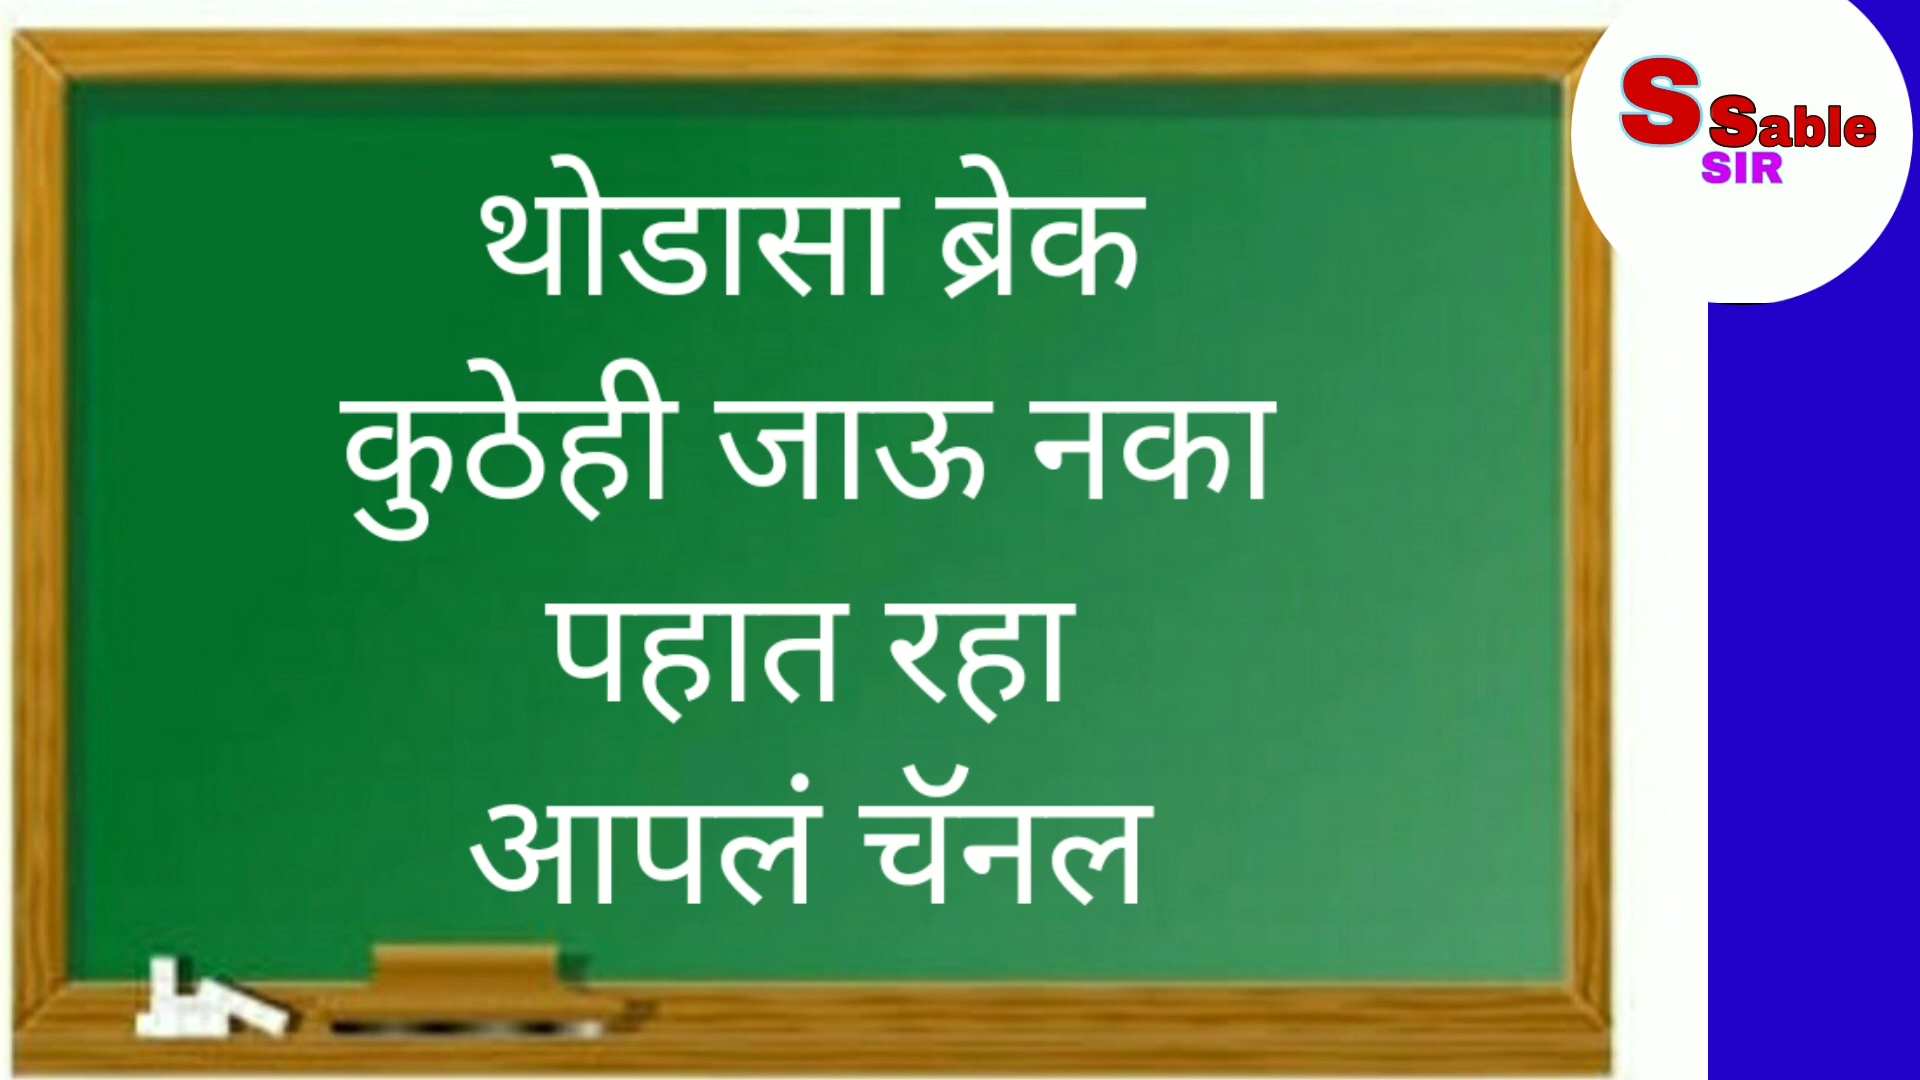 थोडासा ब्रेक
कुठेही जाऊ नका
पहात रहा
आपलं चॅनल
S Sable
SIR